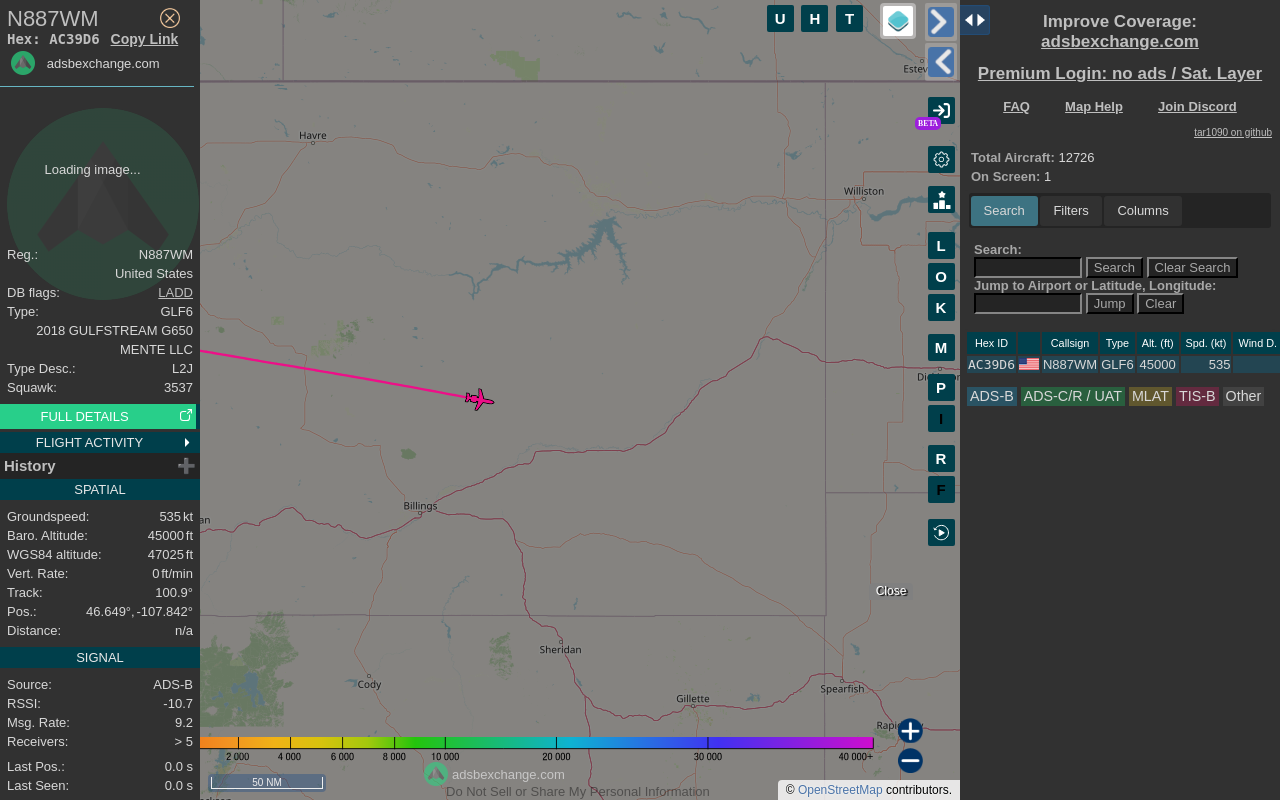 N887WM
Hex: AC39D6 Copy Link
adsbexchange.com
Loading image...
Reg.: N887WM
United States
DB flags: LADD
Type: GLF6
2018 GULFSTREAM G650
MENTE LLC
Type Desc.: L2J
Squawk: 3537
FULL DETAILS
FLIGHT ACTIVITY
History
SPATIAL
Groundspeed: 535 kt
Baro. Altitude: 45000 ft
WGS84 altitude: 47025 ft
Vert. Rate: 0 ft/min
Track: 100.9°
Pos.: 46.649°, -107.842°
Distance: n/a
SIGNAL
Source: ADS-B
RSSI: -10.7
Msg. Rate: 9.2
Receivers: > 5
Last Pos.: 0.0 s
Last Seen: 0.0 s
U H T
Havre
Williston
Billings
Sheridan
Cody
Gillette
Spearfish
BETA
L
O
K
M
P
I
R
F
Close
2 000 4 000 6 000 8 000 10 000 20 000 30 000 40 000+
50 NM
adsbexchange.com
Do Not Sell or Share My Personal Information
© OpenStreetMap contributors.
Improve Coverage:
adsbexchange.com
Premium Login: no ads / Sat. Layer
FAQ Map Help Join Discord
tar1090 on github
Total Aircraft: 12726
On Screen: 1
Search Filters Columns
Search:
Search Clear Search
Jump to Airport or Latitude, Longitude:
Jump Clear
Hex ID Callsign Type Alt. (ft) Spd. (kt) Wind D.
AC39D6 N887WM GLF6 45000 535
ADS-B ADS-C/R / UAT MLAT TIS-B Other